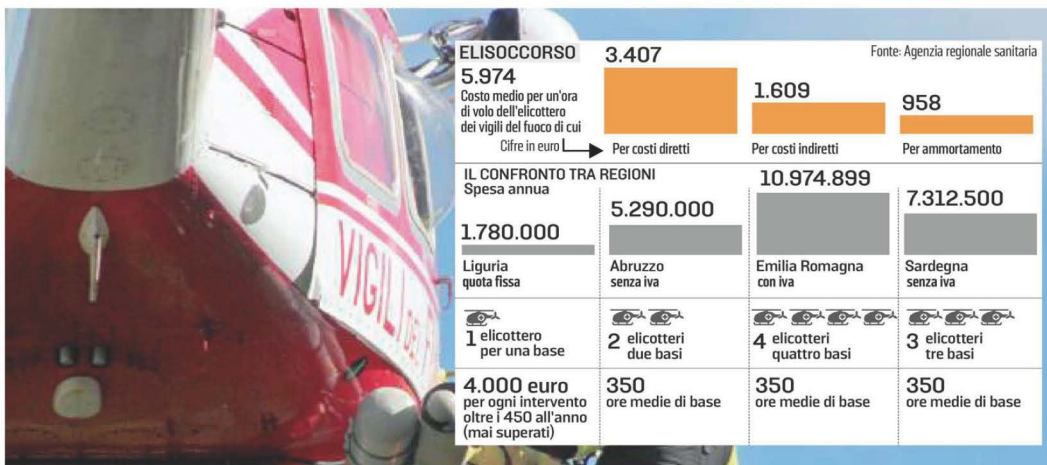 VIGILI DEL F
ELISOCCORSO
5.974
Costo medio per un'ora
di volo dell'elicottero
dei vigili del fuoco di cui
Cifre in euro
3.407
Per costi diretti
1.609
Per costi indiretti
958
Per ammortamento
Fonte: Agenzia regionale sanitaria
IL CONFRONTO TRA REGIONI
Spesa annua
1.780.000
Liguria
quota fissa
5.290.000
Abruzzo
senza iva
10.974.899
Emilia Romagna
con iva
7.312.500
Sardegna
senza iva
1 elicottero
per una base
2 elicotteri
due basi
4 elicotteri
quattro basi
3 elicotteri
tre basi
4.000 euro
per ogni intervento
oltre i 450 all'anno
(mai superati)
350
ore medie di base
350
ore medie di base
350
ore medie di base